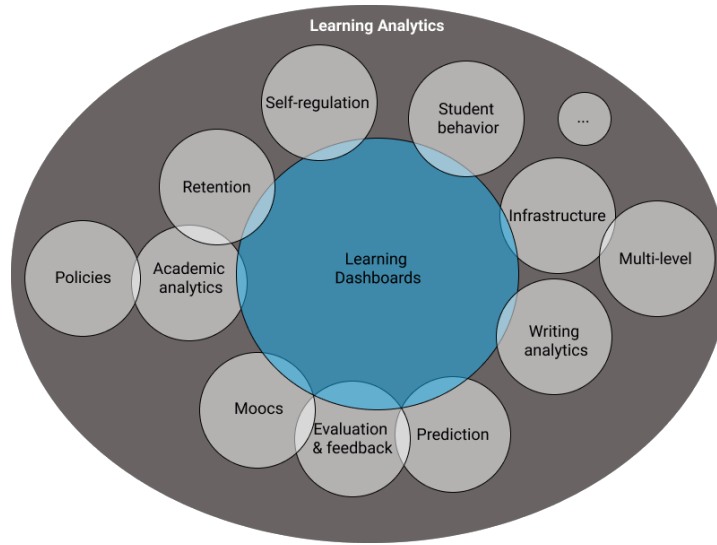 Learning Analytics
Self-regulation
Student
behavior
...
Retention
Infrastructure
Policies
Academic
analytics
Learning
Dashboards
Multi-level
Writing
analytics
Moocs
Evaluation
& feedback
Prediction